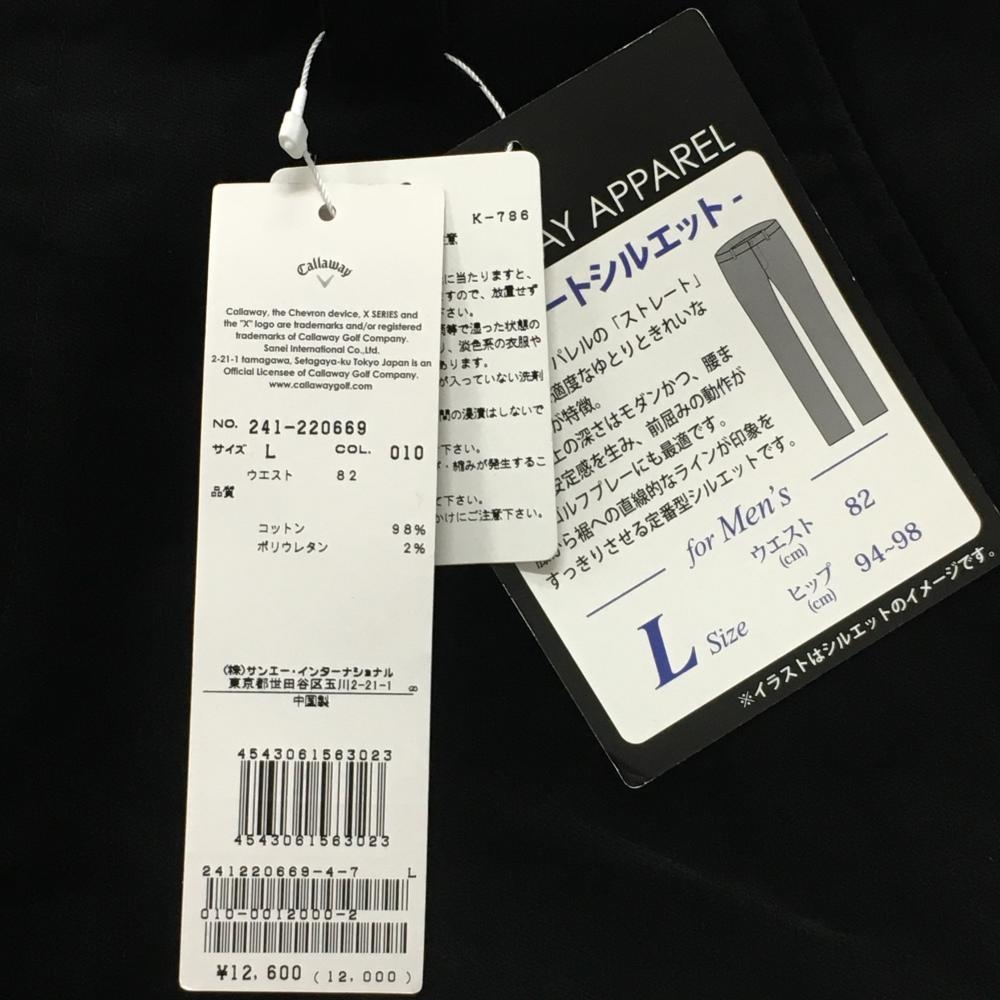 Callaway
Callaway, the Chevron device, X SERIES and
the "X" logo are trademarks and/or registered
trademarks of Callaway Golf Company.
Sanei International Co.,Ltd.
2-21-1 tamagawa, Setagaya-ku Tokyo Japan is an
Official Licensee of Callaway Golf Company.
www.callawaygolf.com
NO. 241-220669
サイズ L COL. 010
ウエスト 82
品質
コットン 98%
ポリウレタン 2%
(株)サンエー・インターナショナル
東京都世田谷区玉川2-21-1
中国製
4543061563023
4543061563023
241220669-4-7 L
010-0012000-2
¥12,600 (12,000)
K-786
注意
に当たりますと、
すので、放置せず
さい。
雨等で湿った状態の
、淡色系の衣服や
あります。
が入っていない洗剤
間の浸漬はしないで
下さい。
・縮みが発生するこ
て下さい。
かけにご注意下さい。
AY APPAREL
ートシルエット -
パレルの「ストレート」
適度なゆとりときれいな
が特徴。
上の深さはモダンかつ、腰ま
安定感を生み、前屈みの動作が
ルフプレーにも最適です。
から裾への直線的なラインが印象を
すっきりさせる定番型シルエットです。
for Men's
L Size
ウエスト (cm) 82
ヒップ (cm) 94~98
※イラストはシルエットのイメージです。